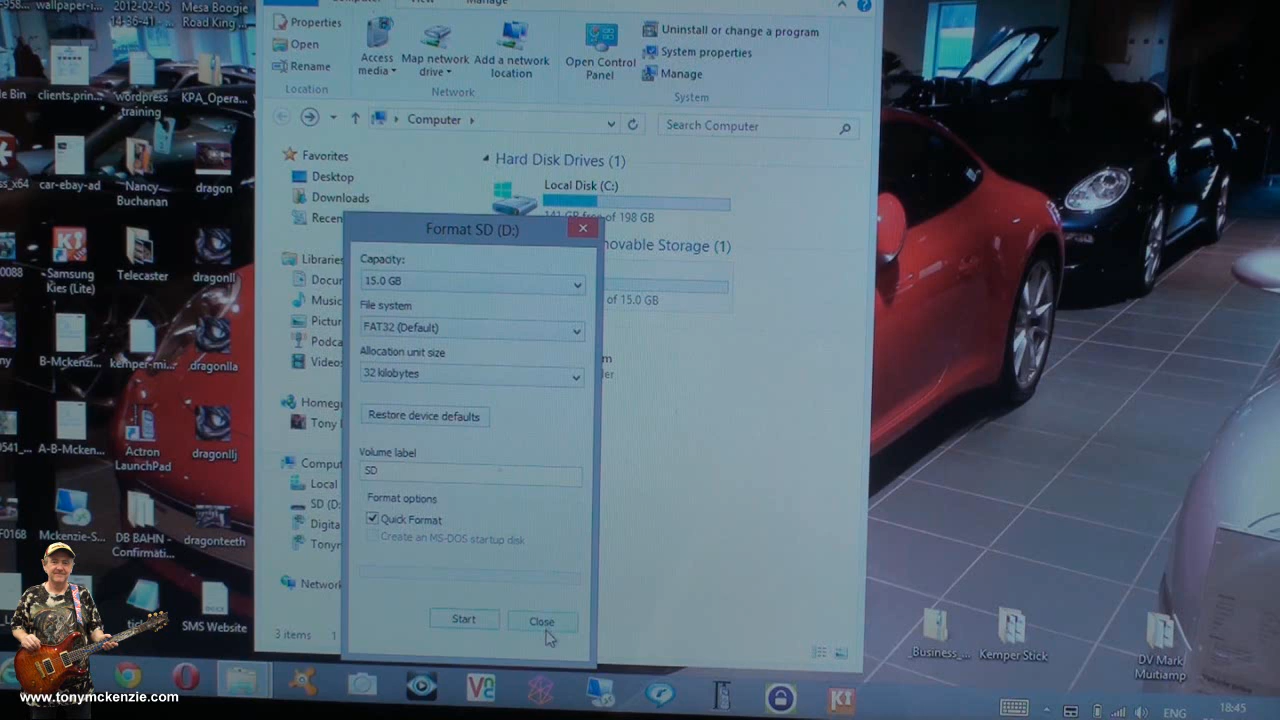 wallpaper-i...
2012-02-05
14-36-41 -...
Mesa Boogie
Road King ...
Manage
Properties
Open
Rename
Location
Access
media
Map network
drive
Add a network
location
Network
Open Control
Panel
Uninstall or change a program
System properties
Manage
System
clients.prin...
wordpress
training
KPA_Opera...
Computer
Search Computer
Favorites
Desktop
Downloads
Hard Disk Drives (1)
Local Disk (C:)
141 GB free of 198 GB
of 15.0 GB
car-ebay-ad
Nancy
Buchanan
dragon
Samsung
Kies (Lite)
Telecaster
Libraries
Format SD (D:)
Capacity:
15.0 GB
File system
FAT32 (Default)
Allocation unit size
32 kilobytes
Restore device defaults
Volume label
SD
Format options
Quick Format
Create an MS-DOS startup disk
Start
Close
B-Mckenzi...
kemper-mi...
dragonlla
A-B-Mcken...
Actron
LaunchPad
dragonllj
Tony
Local
SD (D:
Mckenzie-S...
DB BAHN -
Confirmati...
dragonteeth
Network
SMS Website
3 items
Business_...
Kemper Stick
DV Mark
Multiamp
www.tonymckenzie.com
ENG
18:45